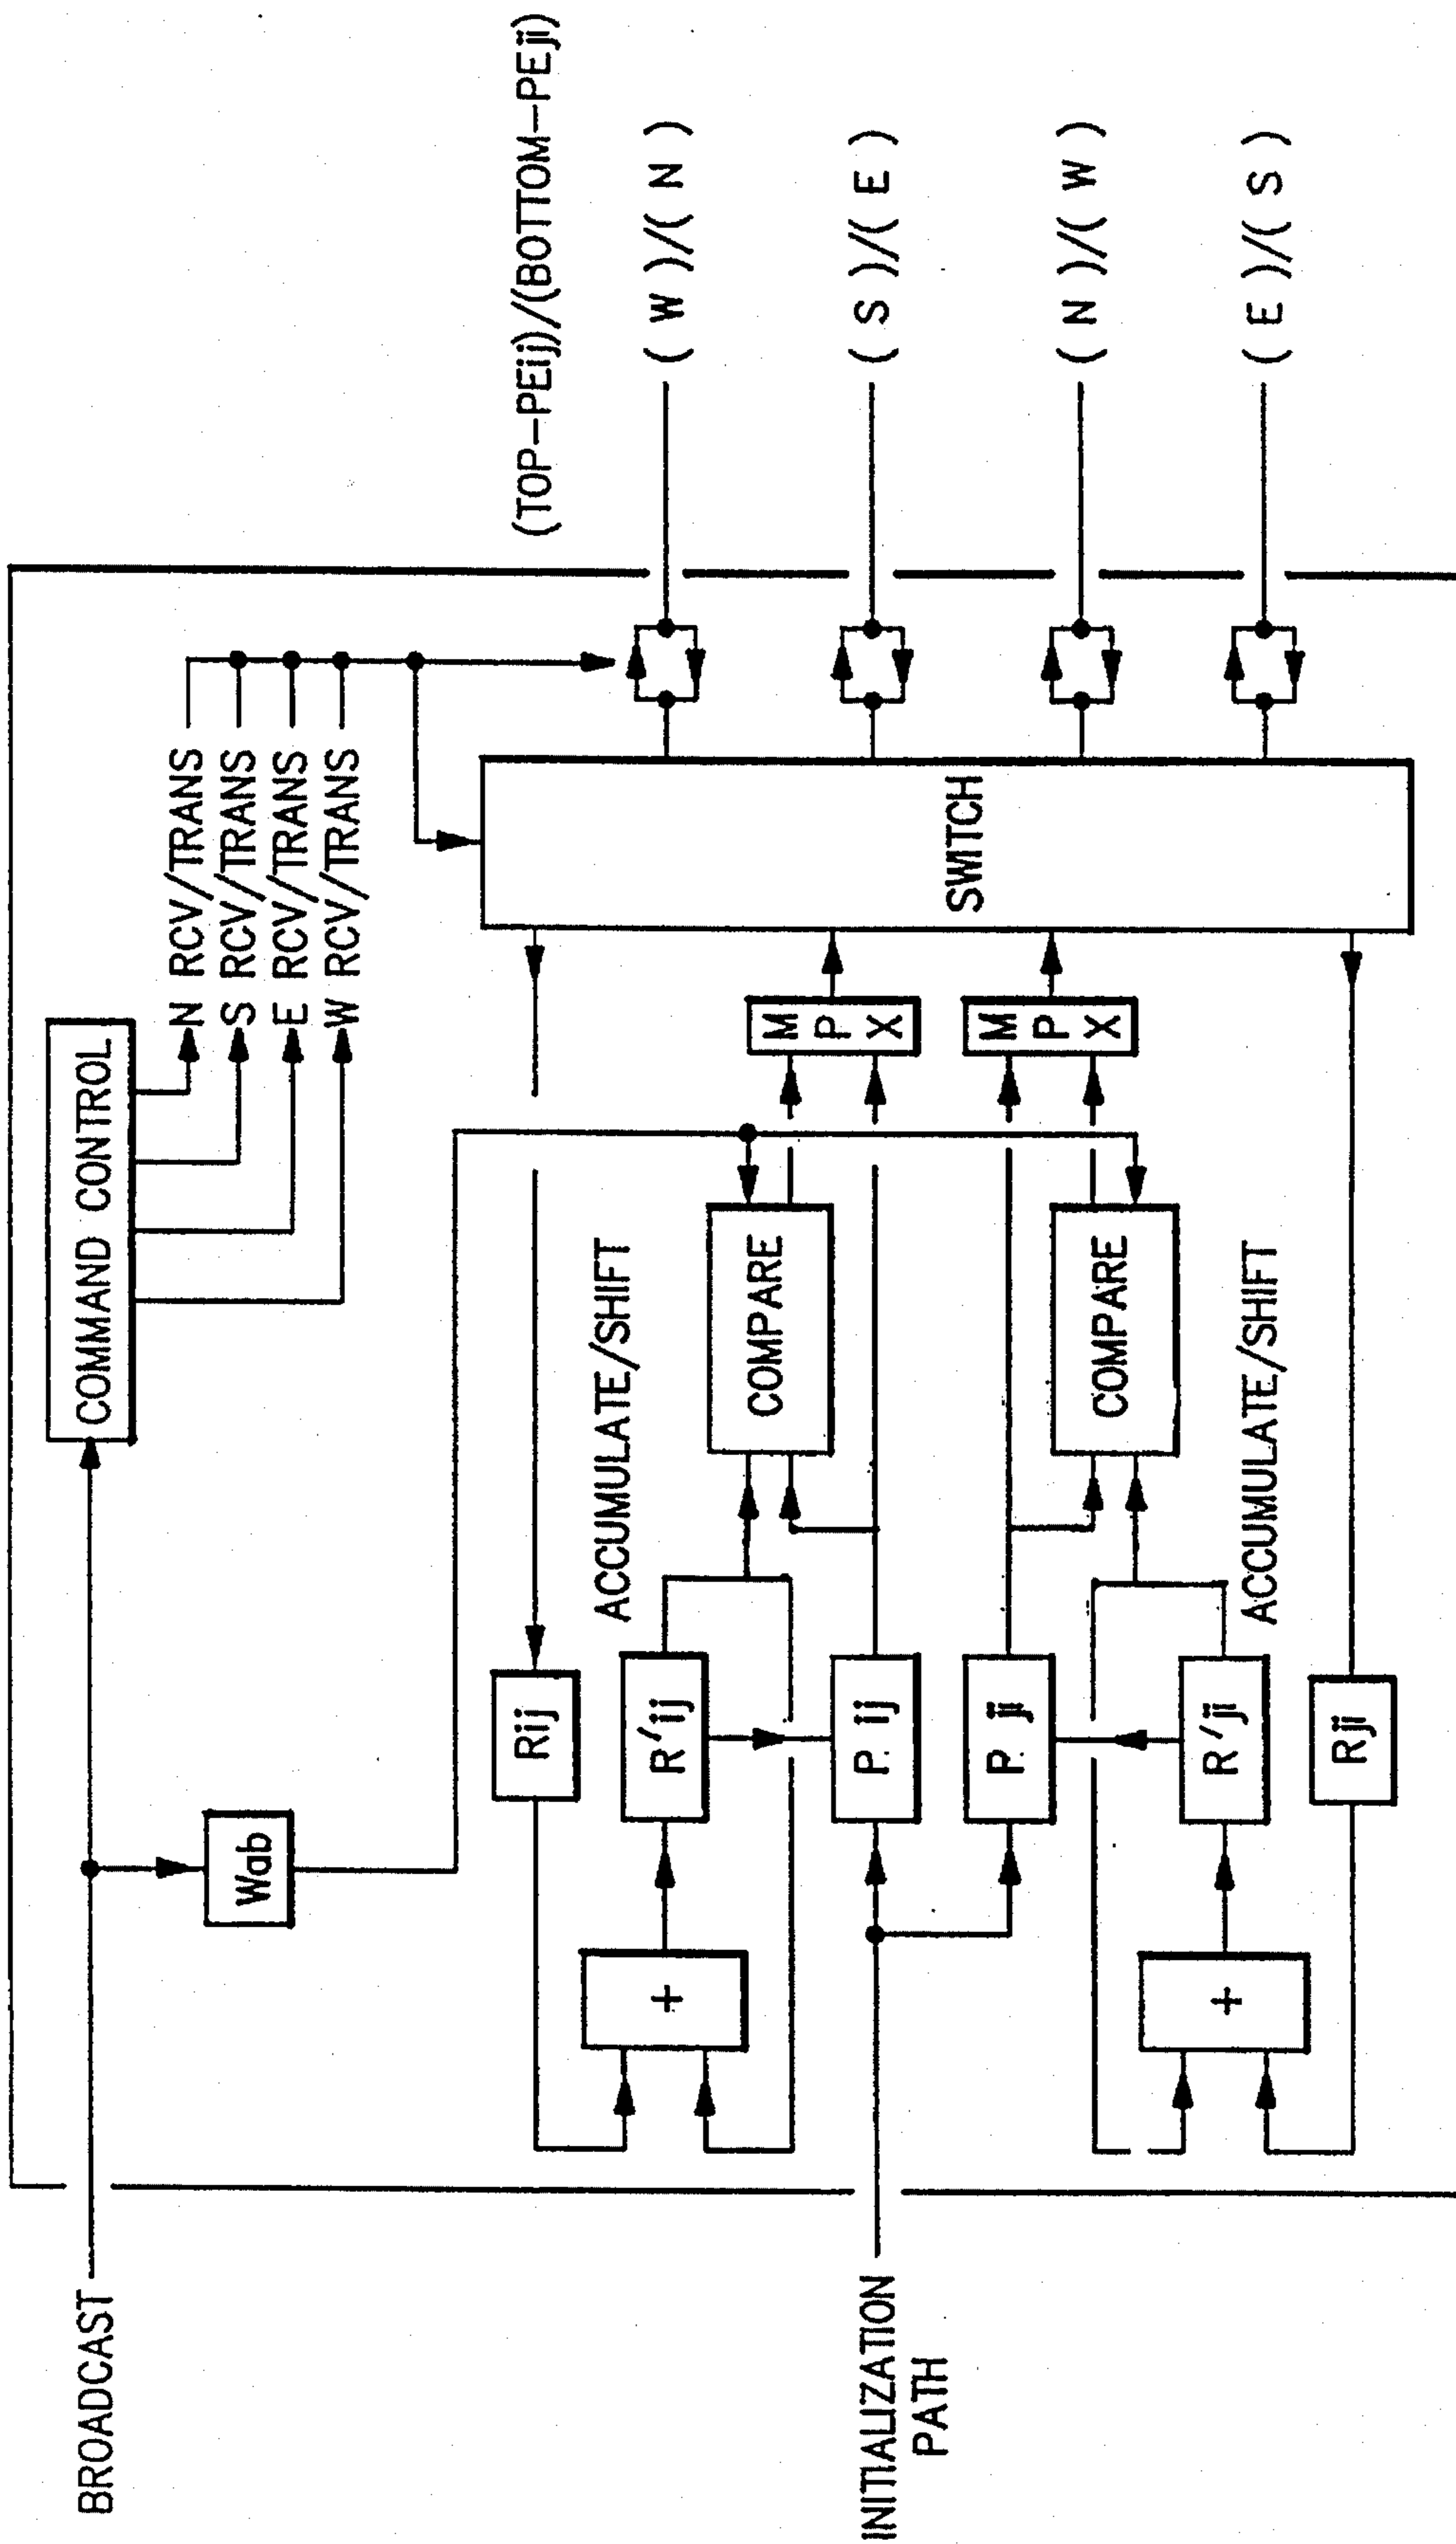 BROADCAST
COMMAND CONTROL
N RCV/TRANS
S RCV/TRANS
E RCV/TRANS
W RCV/TRANS
Wab
(TOP-PEij)/(BOTTOM-PEji)
Rij
ACCUMULATE/SHIFT
( W )/( N )
+
R'ij
COMPARE
MPX
( S )/( E )
P ij
INITIALIZATION
PATH
SWITCH
P ji
MPX
( N )/( W )
COMPARE
+
R'ji
ACCUMULATE/SHIFT
( E )/( S )
Rji